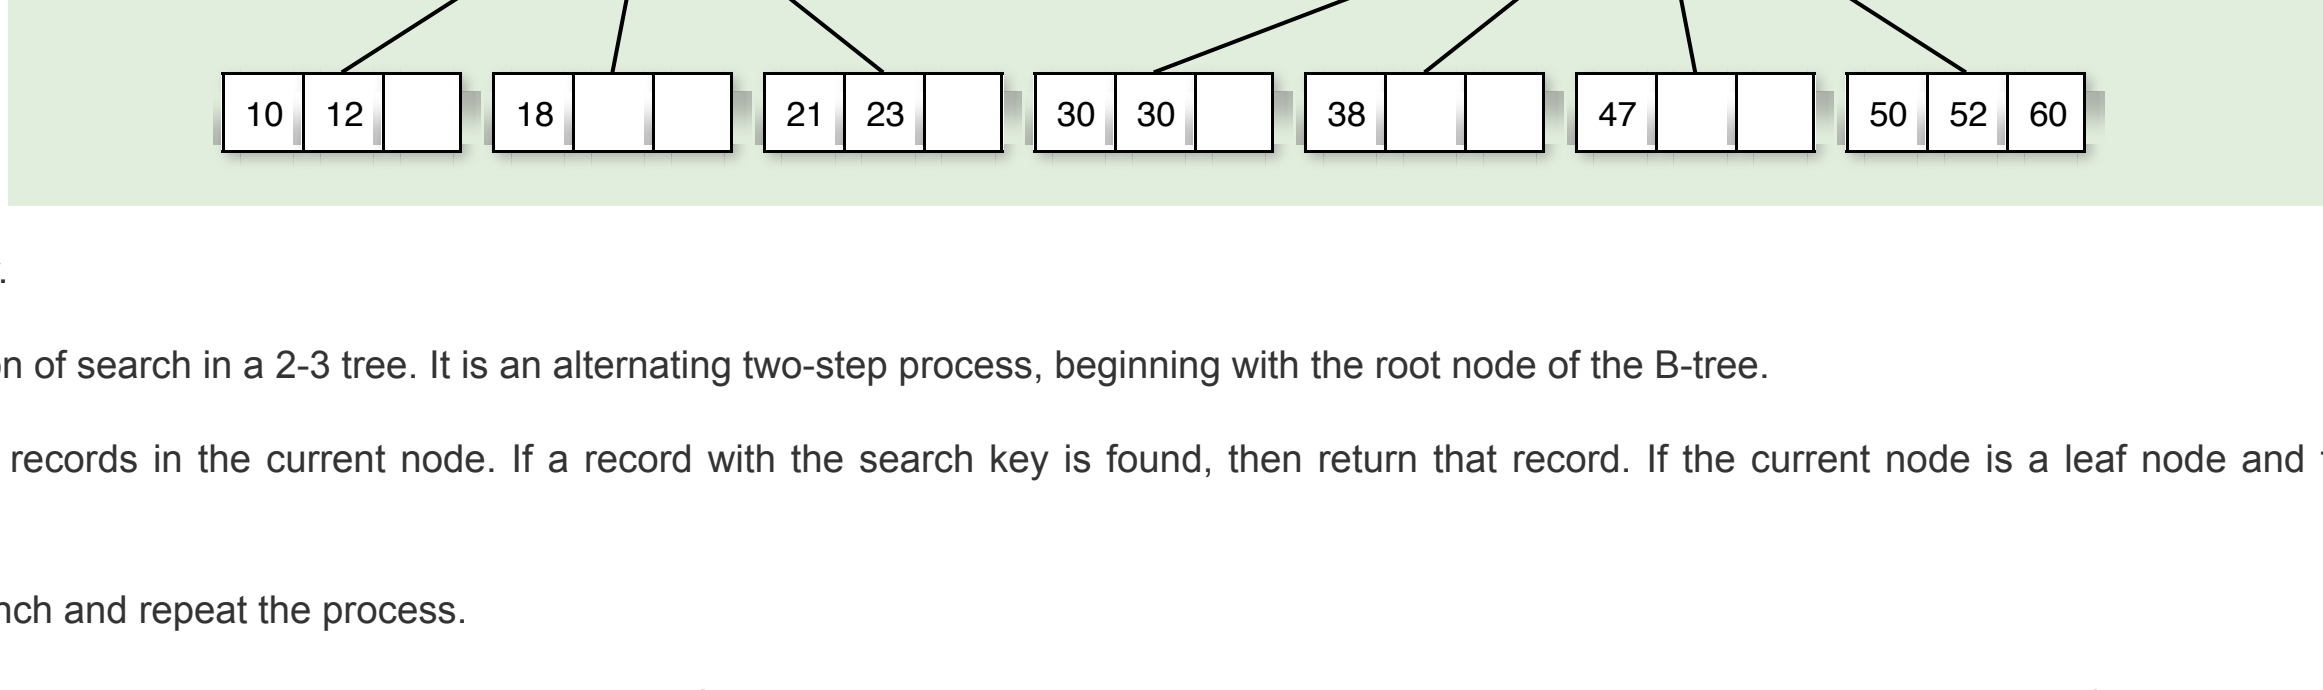 10 12 18 21 23 30 30 38 47 50 52 60
of search in a 2-3 tree. It is an alternating two-step process, beginning with the root node of the B-tree.
records in the current node. If a record with the search key is found, then return that record. If the current node is a leaf node and
and repeat the process.